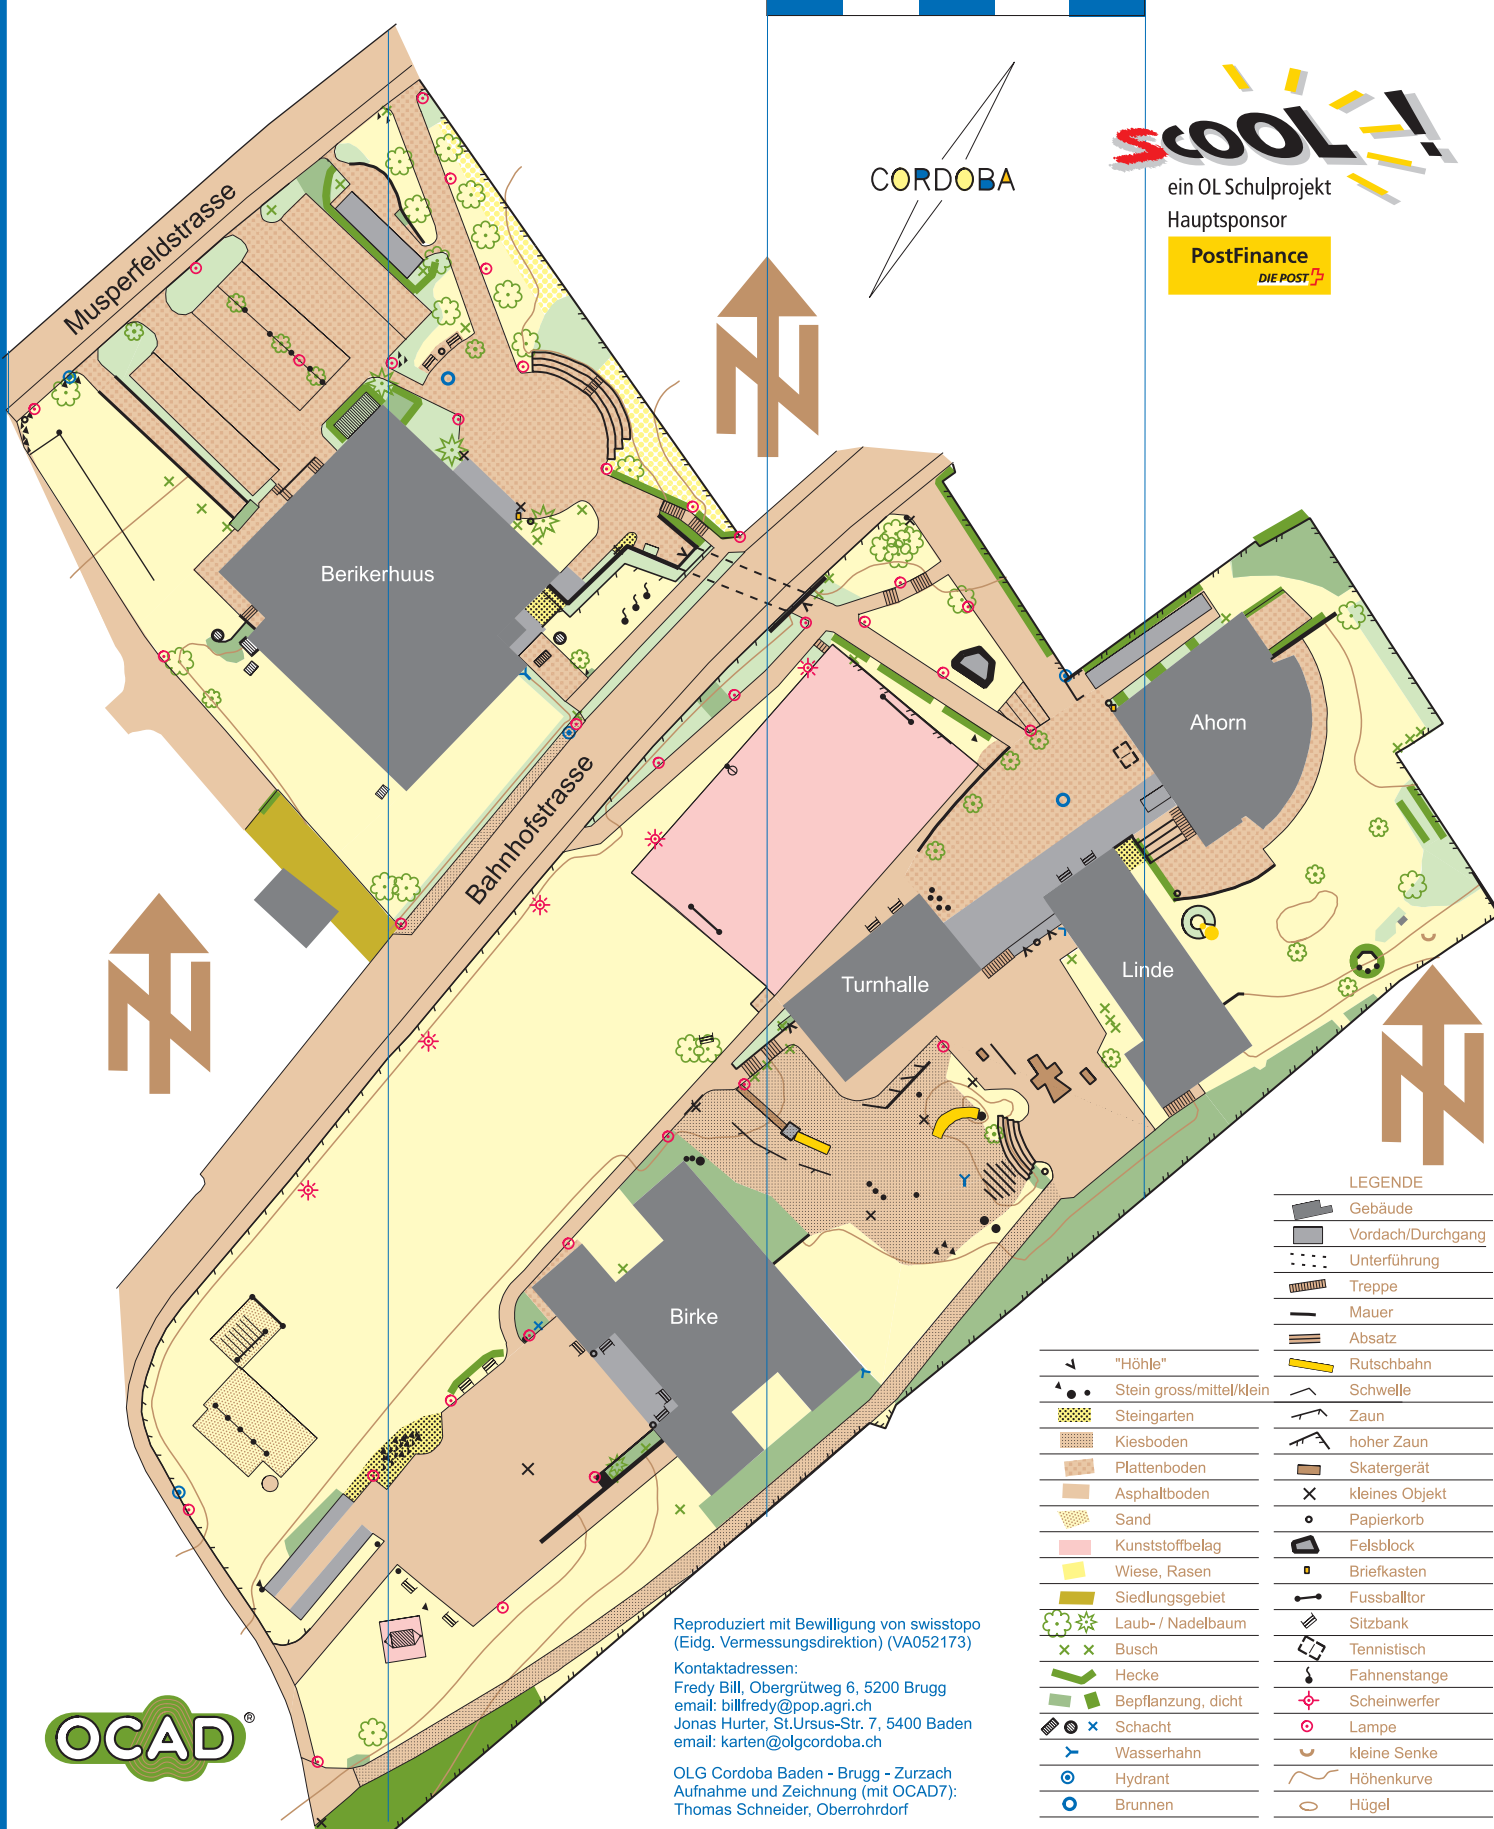 CORDOBA
scool!
ein OL Schulprojekt
Hauptsponsor
PostFinance
DIE POST
Musperfeldstrasse
Berikerhuus
Bahnhofstrasse
Ahorn
Turnhalle
Linde
Birke
N
N
N
LEGENDE
Gebäude
Vordach/Durchgang
Unterführung
Treppe
Mauer
Absatz
Rutschbahn
Schwelle
Zaun
hoher Zaun
Skatergerät
kleines Objekt
Papierkorb
Felsblock
Briefkasten
Fussballtor
Sitzbank
Tennistisch
Fahnenstange
Scheinwerfer
Lampe
kleine Senke
Höhenkurve
Hügel
"Höhle"
Stein gross/mittel/klein
Steingarten
Kiesboden
Plattenboden
Asphaltboden
Sand
Kunststoffbelag
Wiese, Rasen
Siedlungsgebiet
Laub- / Nadelbaum
Busch
Hecke
Bepflanzung, dicht
Schacht
Wasserhahn
Hydrant
Brunnen
Reproduziert mit Bewilligung von swisstopo
(Eidg. Vermessungsdirektion) (VA052173)
Kontaktadressen:
Fredy Bill, Obergrütweg 6, 5200 Brugg
email: billfredy@pop.agri.ch
Jonas Hurter, St.Ursus-Str. 7, 5400 Baden
email: karten@olgcordoba.ch
OLG Cordoba Baden - Brugg - Zurzach
Aufnahme und Zeichnung (mit OCAD7):
Thomas Schneider, Oberrohrdorf
OCAD ®